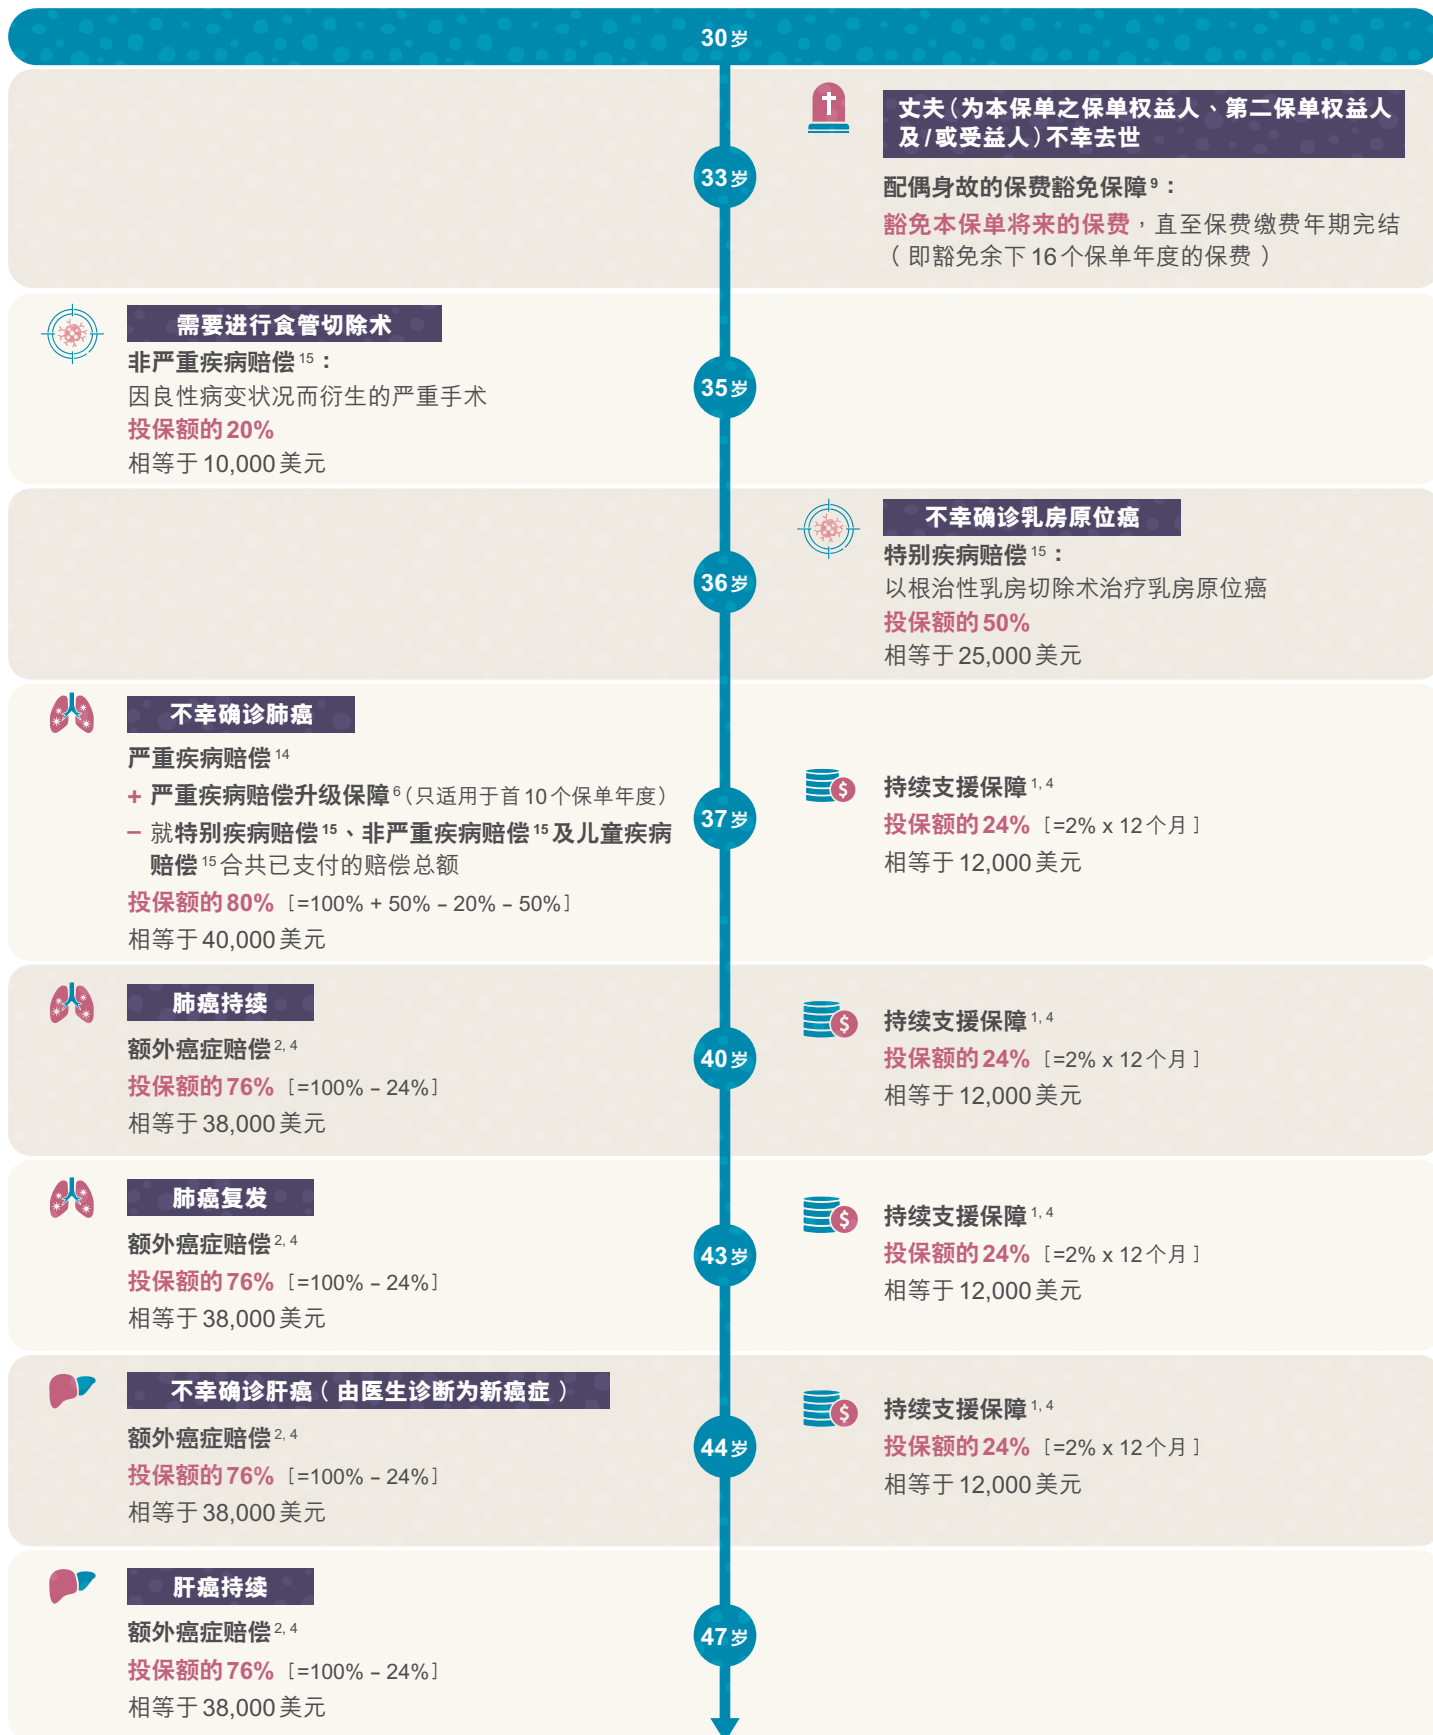 30岁
33岁
丈夫（为本保单之保单权益人、第二保单权益人
及/或受益人）不幸去世
配偶身故的保费豁免保障9：
豁免本保单将来的保费，直至保费缴费年期完结
（即豁免余下16个保单年度的保费）
需要进行食管切除术
非严重疾病赔偿15：
因良性病变状况而衍生的严重手术
投保额的20%
相等于10,000美元
35岁
36岁
不幸确诊乳房原位癌
特别疾病赔偿15：
以根治性乳房切除术治疗乳房原位癌
投保额的50%
相等于25,000美元
不幸确诊肺癌
严重疾病赔偿14
+ 严重疾病赔偿升级保障6（只适用于首10个保单年度）
– 就特别疾病赔偿15、非严重疾病赔偿15及儿童疾病
赔偿15合共已支付的赔偿总额
投保额的80% [=100% + 50% – 20% – 50%]
相等于40,000美元
37岁
持续支援保障1, 4
投保额的24% [=2% x 12个月]
相等于12,000美元
肺癌持续
额外癌症赔偿2, 4
投保额的76% [=100% – 24%]
相等于38,000美元
40岁
持续支援保障1, 4
投保额的24% [=2% x 12个月]
相等于12,000美元
肺癌复发
额外癌症赔偿2, 4
投保额的76% [=100% – 24%]
相等于38,000美元
43岁
持续支援保障1, 4
投保额的24% [=2% x 12个月]
相等于12,000美元
不幸确诊肝癌（由医生诊断为新癌症）
额外癌症赔偿2, 4
投保额的76% [=100% – 24%]
相等于38,000美元
44岁
持续支援保障1, 4
投保额的24% [=2% x 12个月]
相等于12,000美元
肝癌持续
额外癌症赔偿2, 4
投保额的76% [=100% – 24%]
相等于38,000美元
47岁